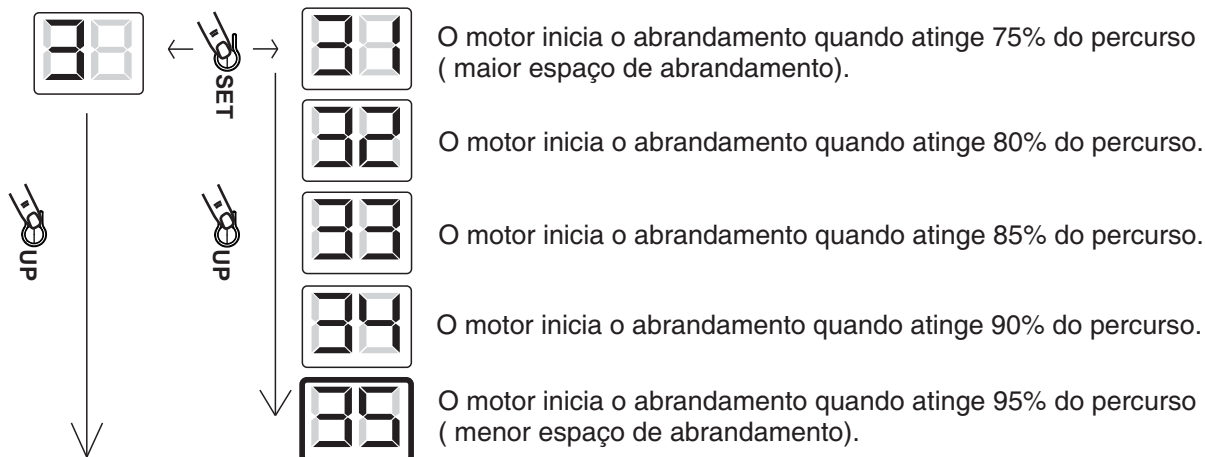 3
SET
31
O motor inicia o abrandamento quando atinge 75% do percurso
( maior espaço de abrandamento).
32
O motor inicia o abrandamento quando atinge 80% do percurso.
UP
UP
33
O motor inicia o abrandamento quando atinge 85% do percurso.
34
O motor inicia o abrandamento quando atinge 90% do percurso.
35
O motor inicia o abrandamento quando atinge 95% do percurso
( menor espaço de abrandamento).